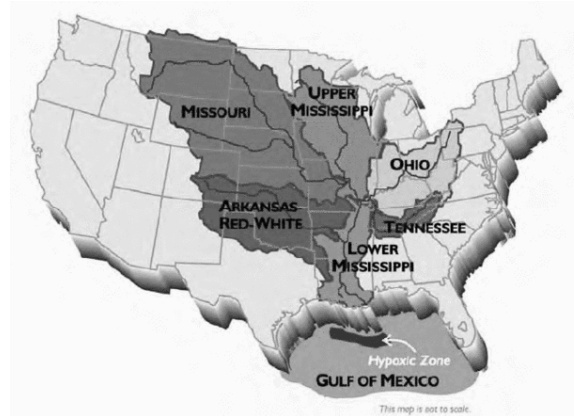 UPPER
MISSISSIPPI
MISSOURI
OHIO
ARKANSAS
RED-WHITE
TENNESSEE
LOWER
MISSISSIPPI
Hypoxic Zone
GULF OF MEXICO
This map is not to scale.